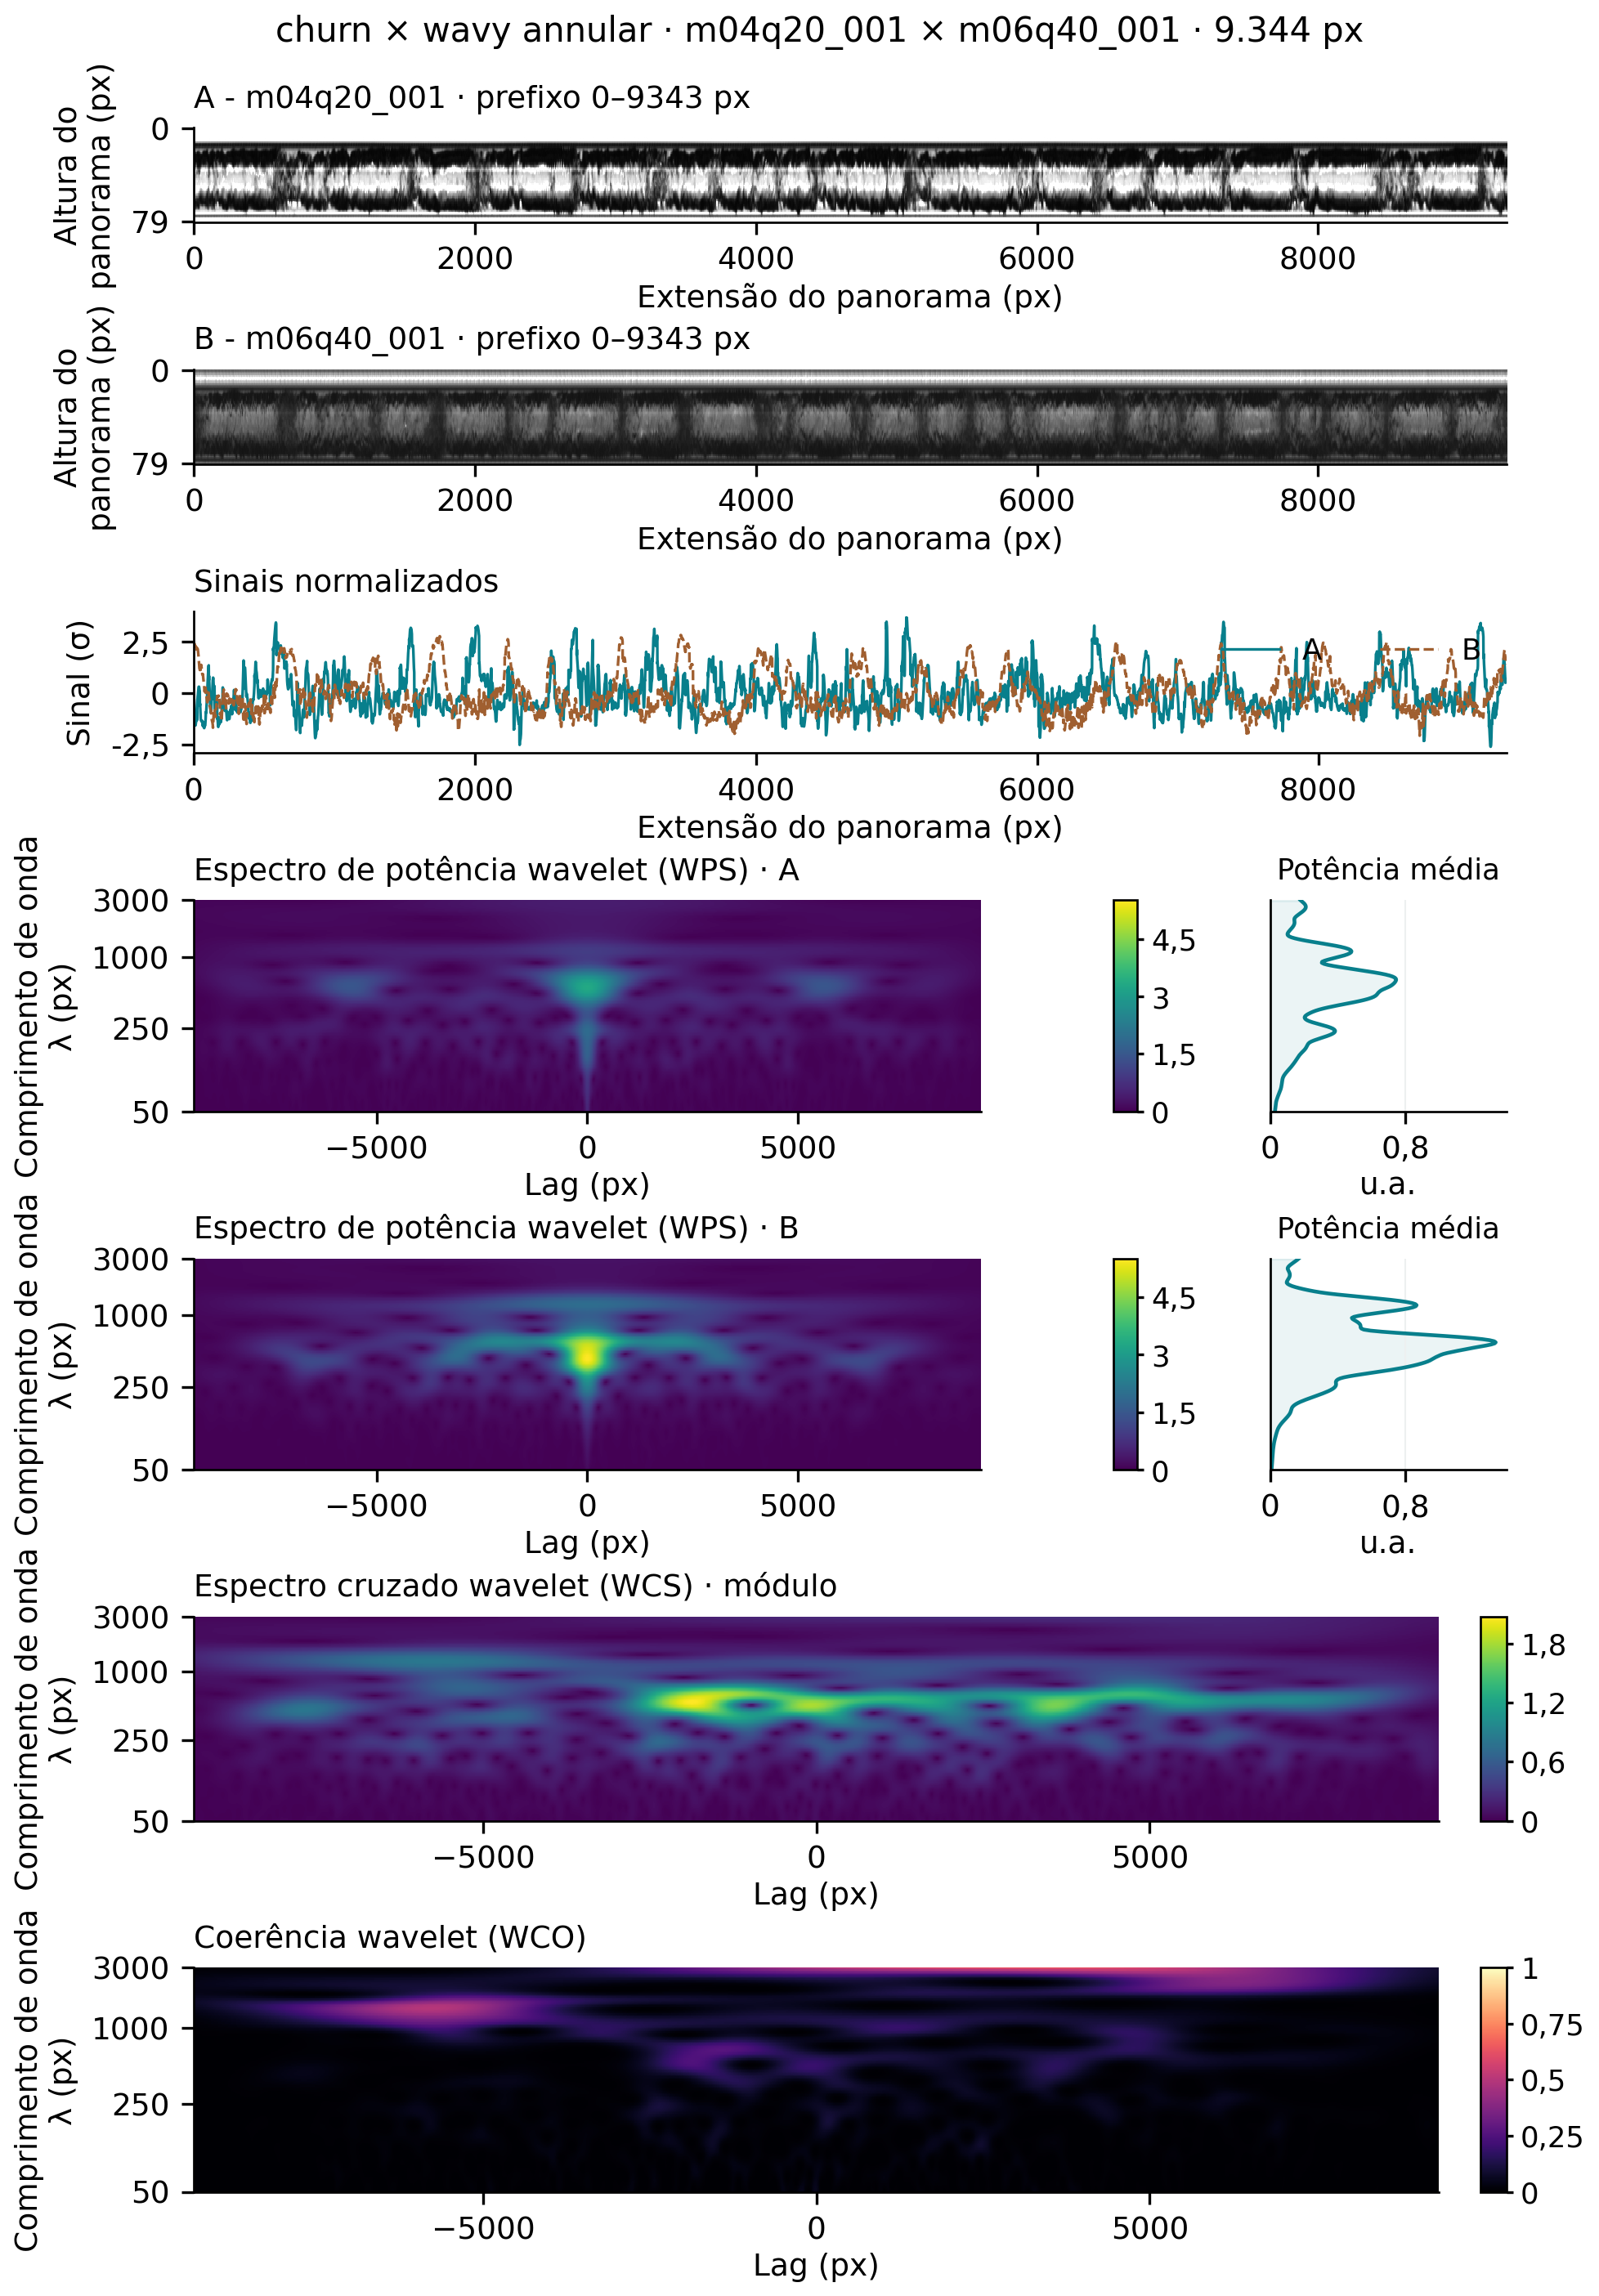 churn × wavy annular · m04q20_001 × m06q40_001 · 9.344 px
A - m04q20_001 · prefixo 0–9343 px
Altura do
panorama (px)
0
79
0 2000 4000 6000 8000
Extensão do panorama (px)
B - m06q40_001 · prefixo 0–9343 px
Altura do
panorama (px)
0
79
0 2000 4000 6000 8000
Extensão do panorama (px)
Sinais normalizados
Sinal (σ)
2,5
0
-2,5
A B
0 2000 4000 6000 8000
Extensão do panorama (px)
Espectro de potência wavelet (WPS) · A
Comprimento de onda
λ (px)
3000
1000
250
50
−5000 0 5000
Lag (px)
4,5
3
1,5
0
Potência média
0 0,8
u.a.
Espectro de potência wavelet (WPS) · B
Comprimento de onda
λ (px)
3000
1000
250
50
−5000 0 5000
Lag (px)
4,5
3
1,5
0
Potência média
0 0,8
u.a.
Espectro cruzado wavelet (WCS) · módulo
Comprimento de onda
λ (px)
3000
1000
250
50
−5000 0 5000
Lag (px)
1,8
1,2
0,6
0
Coerência wavelet (WCO)
Comprimento de onda
λ (px)
3000
1000
250
50
−5000 0 5000
Lag (px)
1
0,75
0,5
0,25
0